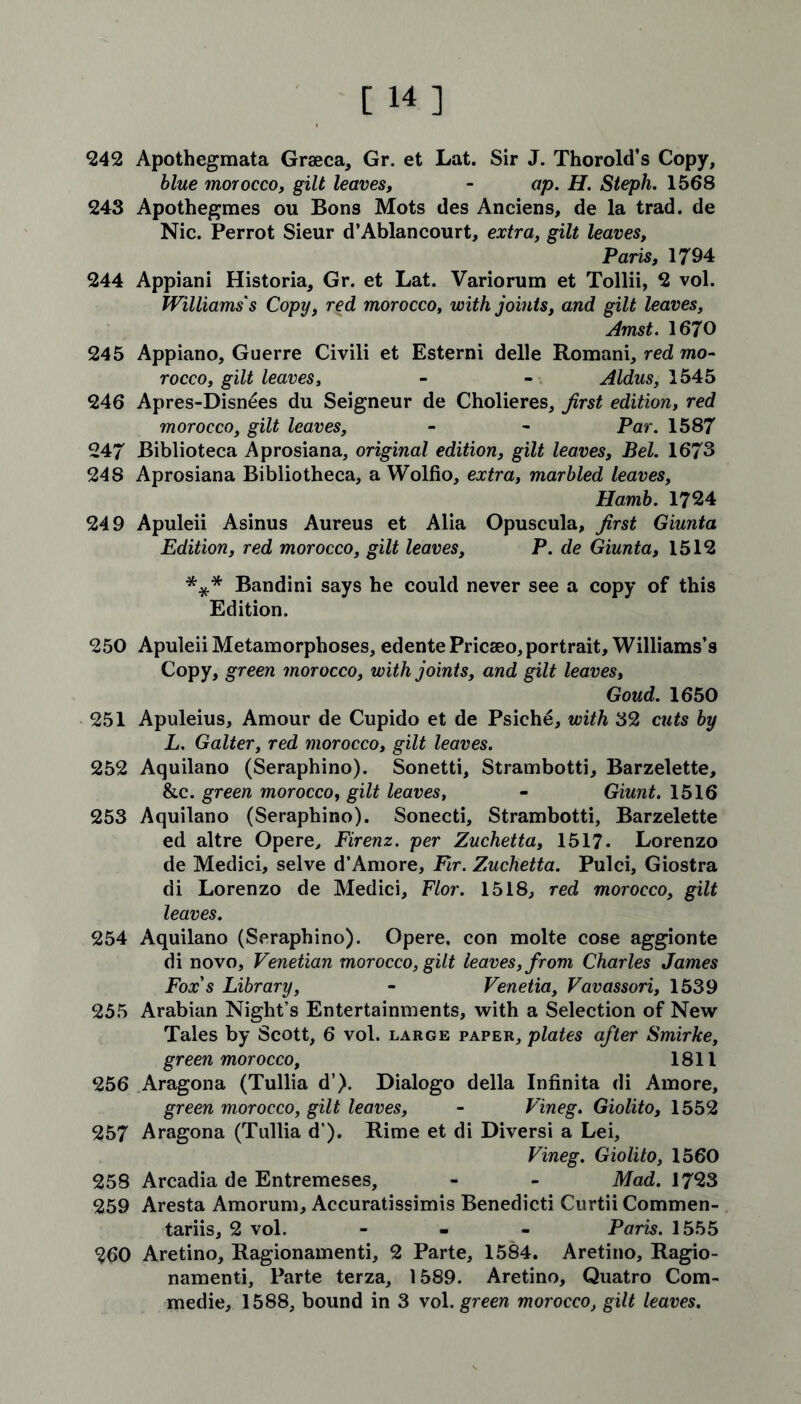 [ 14 ]
242 Apothegmata Græca, Gr. et Lat. Sir J. Thorold's Copy,
blue morocco, gilt leaves, - ap. H. Steph. 1568
243 Apothegmes ou Bons Mots des Anciens, de la trad. de
Nic. Perrot Sieur d'Ablancourt, extra, gilt leaves,
Paris, 1794
244 Appiani Historia, Gr. et Lat. Variorum et Tollii, 2 vol.
Williams's Copy, red morocco, with joints, and gilt leaves,
Amst. 1670
245 Appiano, Guerre Civili et Esterni delle Romani, red mo-
rocco, gilt leaves, - - Aldus, 1545
246 Apres-Disnées du Seigneur de Cholieres, first edition, red
morocco, gilt leaves, - - Par. 1587
247 Biblioteca Aprosiana, original edition, gilt leaves, Bel. 1673
248 Aprosiana Bibliotheca, a Wolfio, extra, marbled leaves,
Hamb. 1724
249 Apuleii Asinus Aureus et Alia Opuscula, first Giunta
Edition, red morocco, gilt leaves, P. de Giunta, 1512
*** Bandini says he could never see a copy of this
Edition.
250 Apuleii Metamorphoses, edente Pricæo, portrait, Williams's
Copy, green morocco, with joints, and gilt leaves,
Goud. 1650
251 Apuleius, Amour de Cupido et de Psiché, with 32 cuts by
L. Galter, red morocco, gilt leaves.
252 Aquilano (Seraphino). Sonetti, Strambotti, Barzelette,
&c. green morocco, gilt leaves, - Giunt. 1516
253 Aquilano (Seraphino). Sonecti, Strambotti, Barzelette
ed altre Opere, Firenz. per Zuchetta, 1517. Lorenzo
de Medici, selve d'Amore, Fir. Zuchetta. Pulci, Giostra
di Lorenzo de Medici, Flor. 1518, red morocco, gilt
leaves.
254 Aquilano (Seraphino). Opere, con molte cose aggionte
di novo, Venetian morocco, gilt leaves, from Charles James
Fox's Library, - Venetia, Vavassori, 1539
255 Arabian Night's Entertainments, with a Selection of New
Tales by Scott, 6 vol. LARGE PAPER, plates after Smirke,
green morocco, 1811
256 Aragona (Tullia d'). Dialogo della Infinita di Amore,
green morocco, gilt leaves, - Vineg. Giolito, 1552
257 Aragona (Tullia d'). Rime et di Diversi a Lei,
Vineg. Giolito, 1560
258 Arcadia de Entremeses, - - Mad. 1723
259 Aresta Amorum, Accuratissimis Benedicti Curtii Commen-
tariis, 2 vol. - - - Paris. 1555
260 Aretino, Ragionamenti, 2 Parte, 1584. Aretino, Ragio-
namenti, Parte terza, 1589. Aretino, Quatro Com-
medie, 1588, bound in 3 vol. green morocco, gilt leaves.